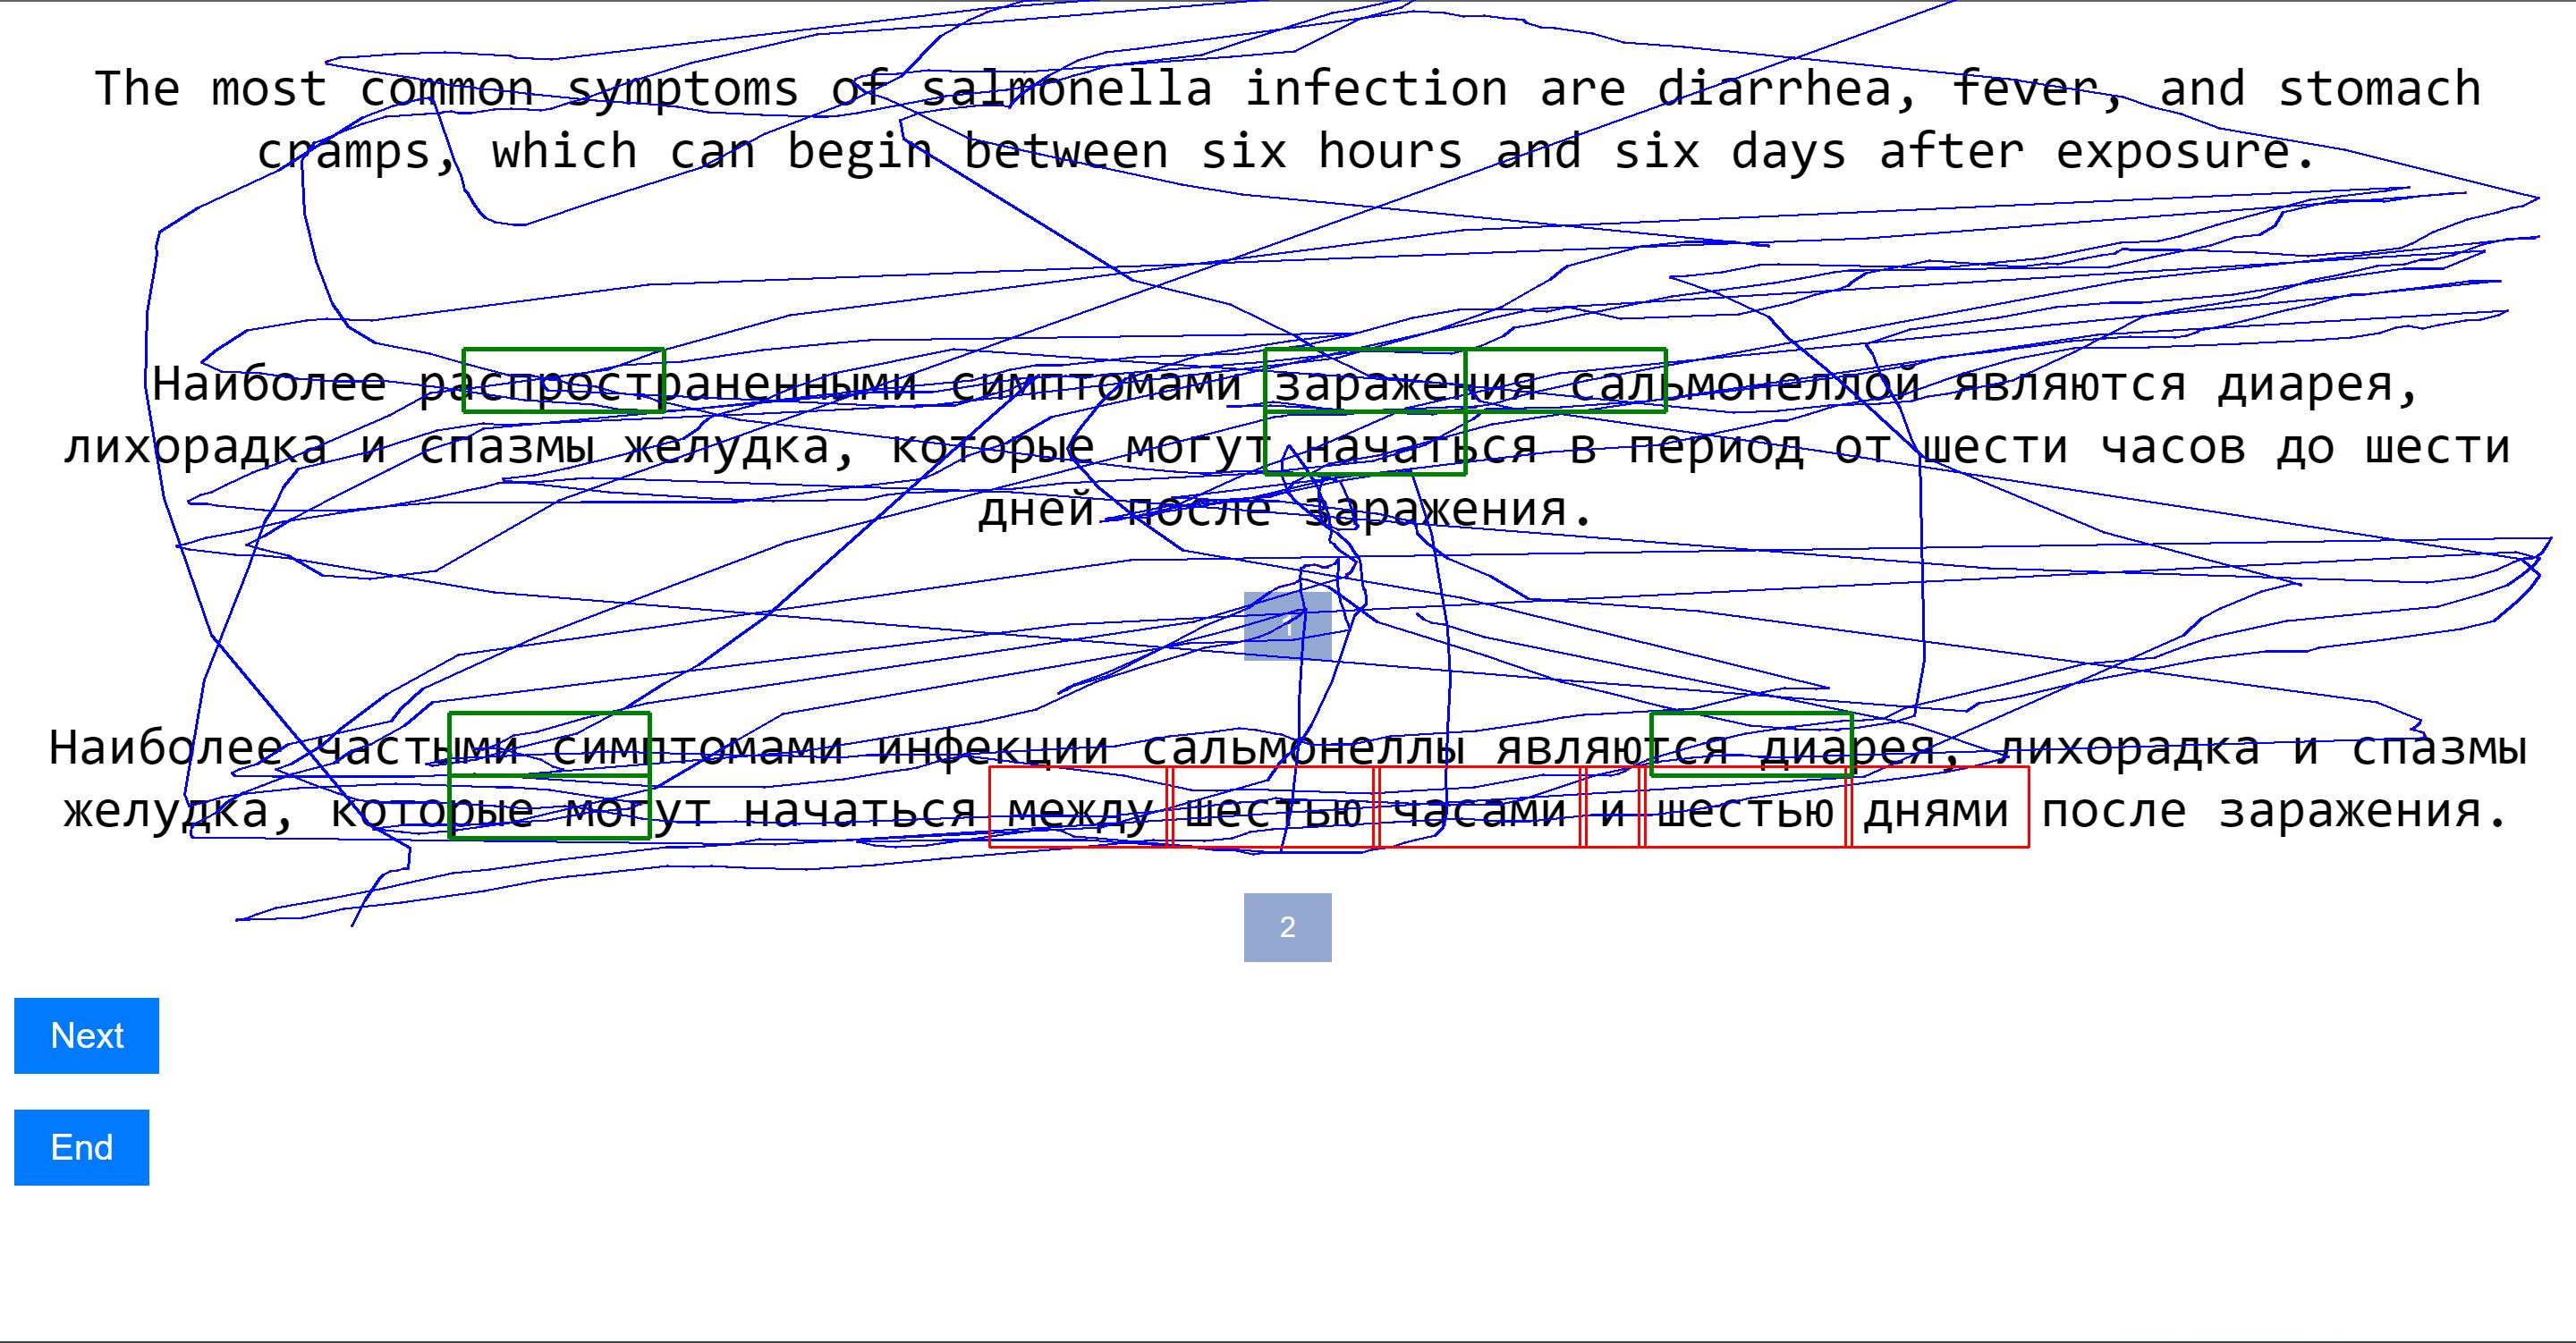 The most common symptoms of salmonella infection are diarrhea, fever, and stomach
cramps, which can begin between six hours and six days after exposure.
Наиболее распространенными симптомами заражения сальмонеллой являются диарея,
лихорадка и спазмы желудка, которые могут начаться в период от шести часов до шести
дней после заражения.
1
Наиболее частыми симптомами инфекции сальмонеллы являются диарея, лихорадка и спазмы
желудка, которые могут начаться между шестью часами и шестью днями после заражения.
2
Next
End